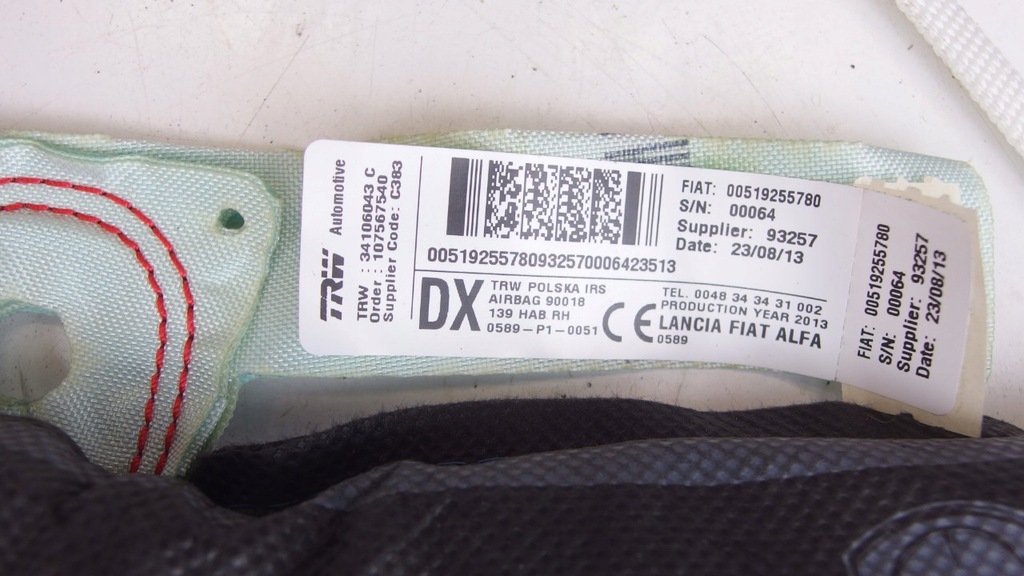 TRW Automotive
TRW : 34106043 C
Order : 107567540
Supplier Code: C383
FIAT: 00519255780
S/N: 00064
Supplier: 93257
Date: 23/08/13
00519255780932570006423513
DX
TRW POLSKA IRS
AIRBAG 90018
139 HAB RH
0589-P1-0051
CE
0589
TEL. 0048 34 34 31 002
PRODUCTION YEAR 2013
LANCIA FIAT ALFA
FIAT: 00519255780
S/N: 00064
Supplier: 93257
Date: 23/08/13